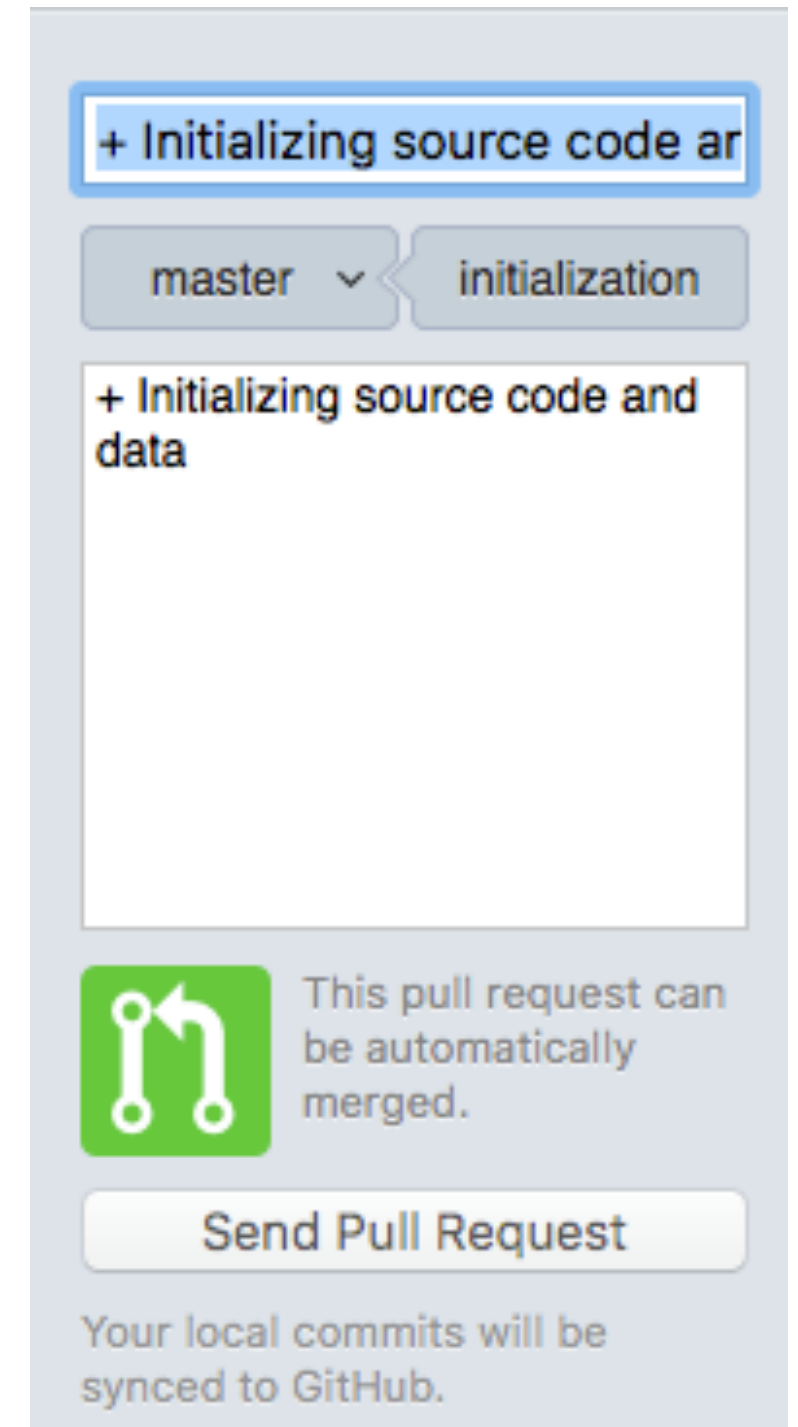 + Initializing source code ar
master
initialization
+ Initializing source code and
data
This pull request can
be automatically
merged.
Send Pull Request
Your local commits will be
synced to GitHub.